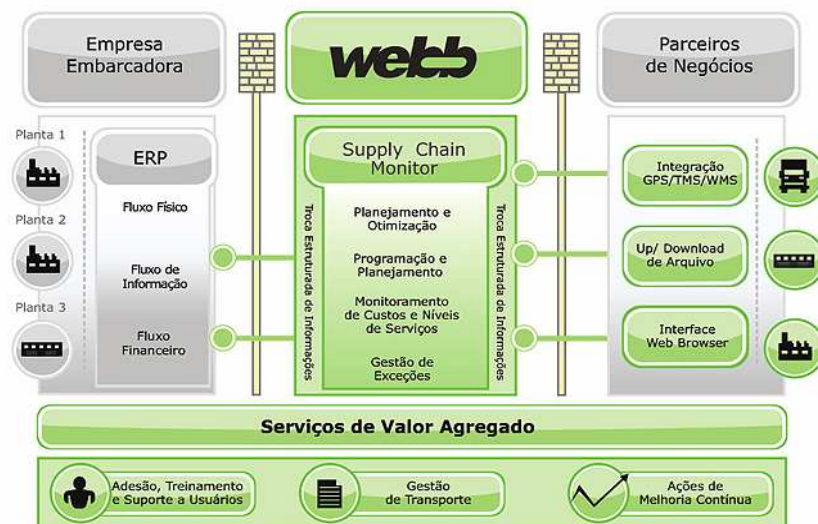 Empresa
Embarcadora
webb
Parceiros
de Negócios
Planta 1
Planta 2
Planta 3
ERP
Fluxo Físico
Fluxo de
Informação
Fluxo
Financeiro
Troca Estruturada de Informações
Supply Chain
Monitor
Planejamento e
Otimização
Programação e
Planejamento
Monitoramento
de Custos e Níveis
de Serviços
Gestão de
Exceções
Troca Estruturada de Informações
Integração
GPS/TMS/WMS
Up/ Download
de Arquivo
Interface
Web Browser
Serviços de Valor Agregado
Adesão, Treinamento
e Suporte a Usuários
Gestão
de Transporte
Ações de
Melhoria Contínua